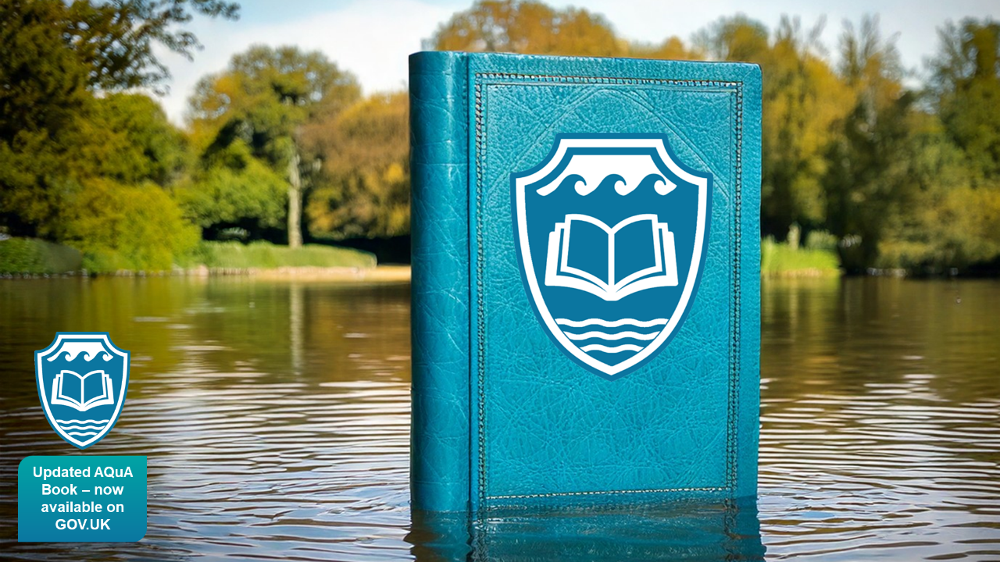 Updated AQuA
Book – now
available on
GOV.UK